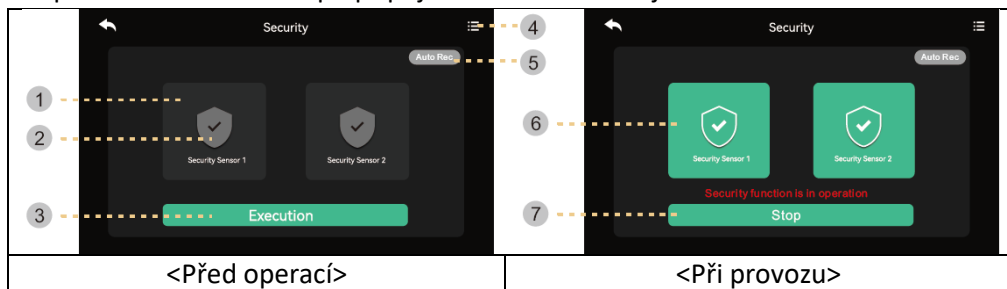 Security
Auto Rec
Security Sensor 1
Security Sensor 2
Execution
1
2
3
4
5
6
7
Security
Auto Rec
Security Sensor 1
Security Sensor 2
Security function is in operation
Stop
<Před operací>
<Při provozu>